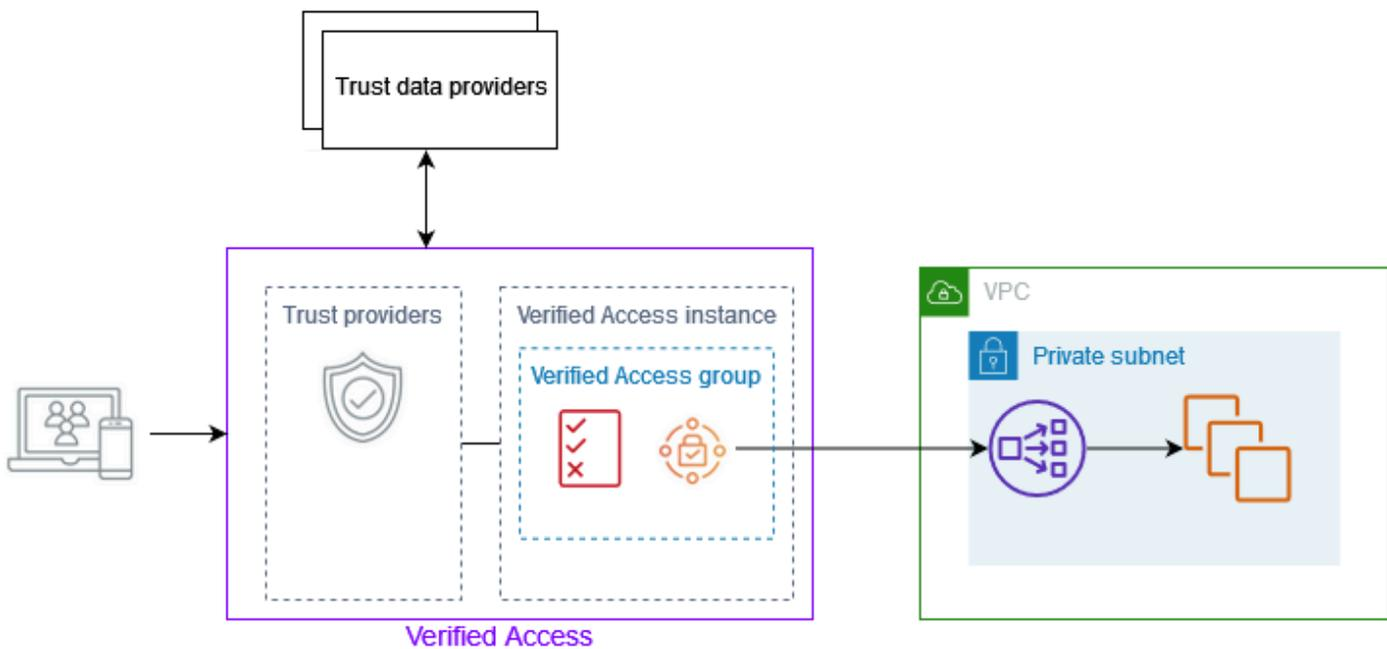 Trust data providers
Trust providers
Verified Access instance
Verified Access group
VPC
Private subnet
Verified Access